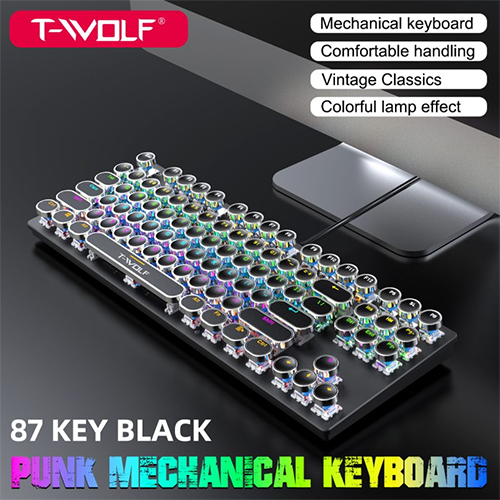 T-WOLF®
Mechanical keyboard
Comfortable handling
Vintage Classics
Colorful lamp effect
T-WOLF
87 KEY BLACK
PUNK MECHANICAL KEYBOARD